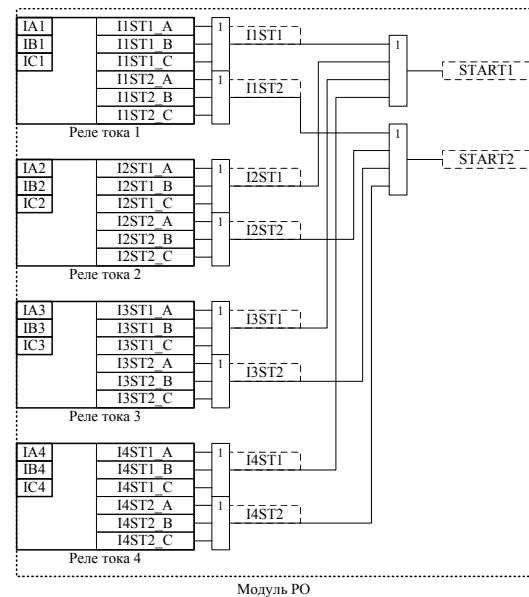 IA1 I1ST1_A 1 I1ST1
IB1 I1ST1_B 1
IC1 I1ST1_C START1
I1ST2_A 1 I1ST2
I1ST2_B
I1ST2_C
Реле тока 1 1
START2
IA2 I2ST1_A 1 I2ST1
IB2 I2ST1_B
IC2 I2ST1_C
I2ST2_A 1 I2ST2
I2ST2_B
I2ST2_C
Реле тока 2
IA3 I3ST1_A 1 I3ST1
IB3 I3ST1_B
IC3 I3ST1_C
I3ST2_A 1 I3ST2
I3ST2_B
I3ST2_C
Реле тока 3
IA4 I4ST1_A 1 I4ST1
IB4 I4ST1_B
IC4 I4ST1_C
I4ST2_A 1 I4ST2
I4ST2_B
I4ST2_C
Реле тока 4
Модуль РО